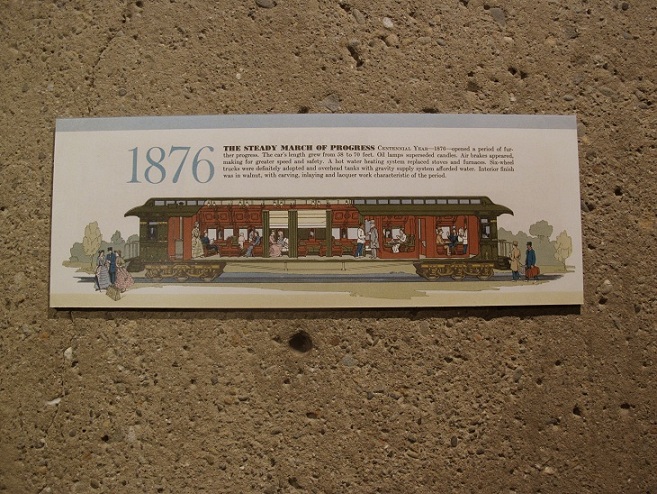 1876
THE STEADY MARCH OF PROGRESS CENTENNIAL YEAR—1876—opened a period of fur-
ther progress. The car's length grew from 58 to 70 feet. Oil lamps superseded candles. Air brakes appeared,
making for greater speed and safety. A hot water heating system replaced stoves and furnaces. Six-wheel
trucks were definitely adopted and overhead tanks with gravity supply system afforded water. Interior finish
was in walnut, with carving, inlaying and lacquer work characteristic of the period.